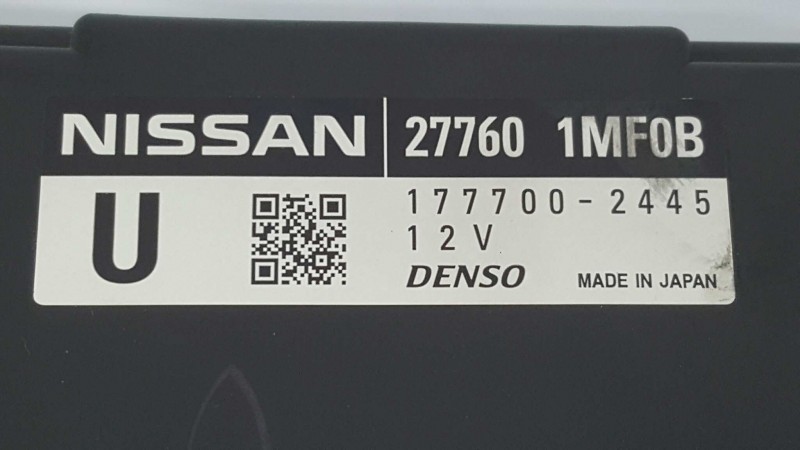 NISSAN 27760 1MF0B
U
177700-2445
12V
DENSO MADE IN JAPAN